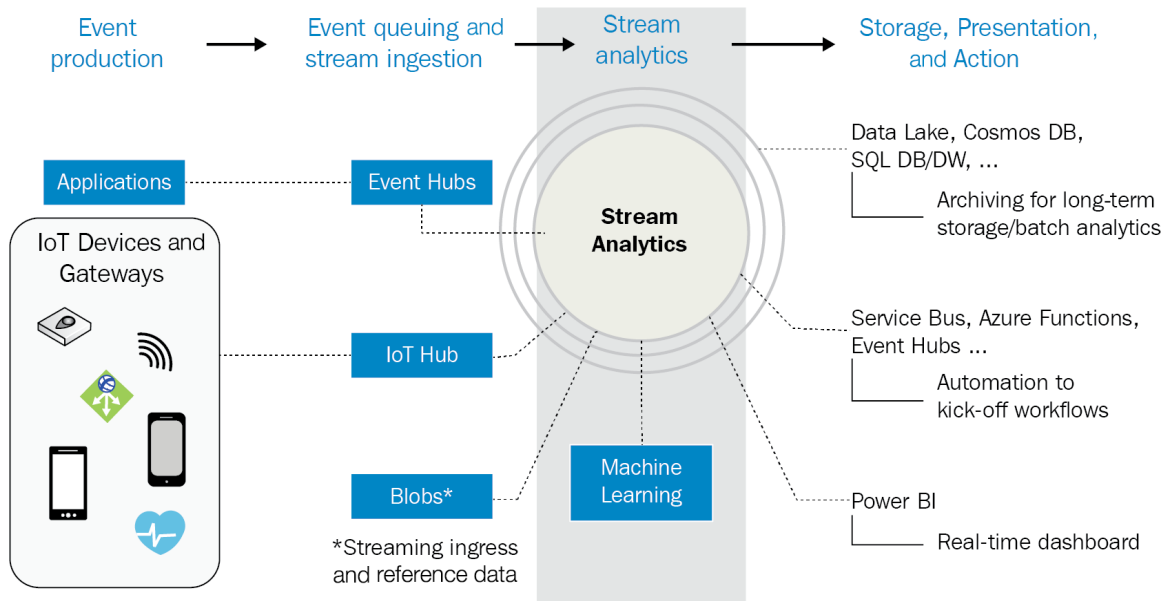 Event
production
Event queuing and
stream ingestion
Stream
analytics
Storage, Presentation,
and Action
Applications
IoT Devices and
Gateways
Event Hubs
IoT Hub
Blobs*
*Streaming ingress
and reference data
Stream
Analytics
Machine
Learning
Data Lake, Cosmos DB,
SQL DB/DW, ...
Archiving for long-term
storage/batch analytics
Service Bus, Azure Functions,
Event Hubs ...
Automation to
kick-off workflows
Power BI
Real-time dashboard